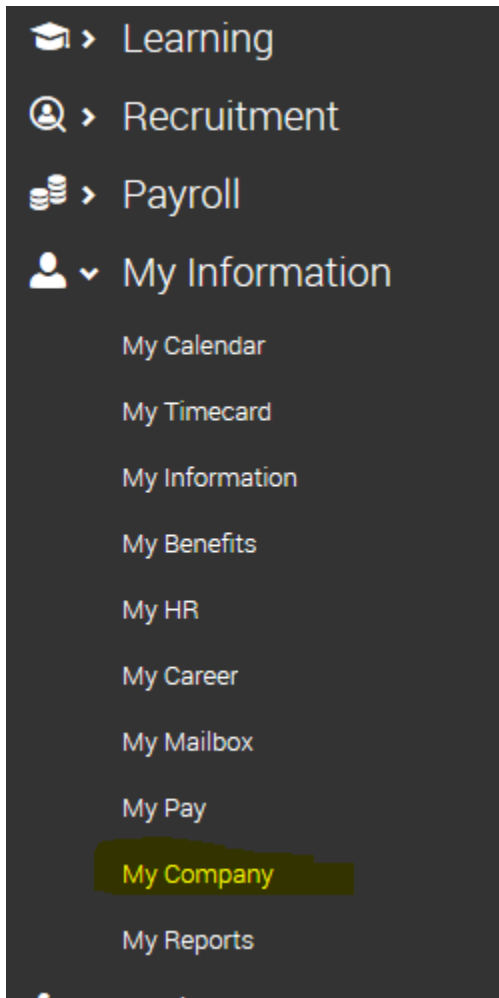 Learning
Recruitment
Payroll
My Information
My Calendar
My Timecard
My Information
My Benefits
My HR
My Career
My Mailbox
My Pay
My Company
My Reports